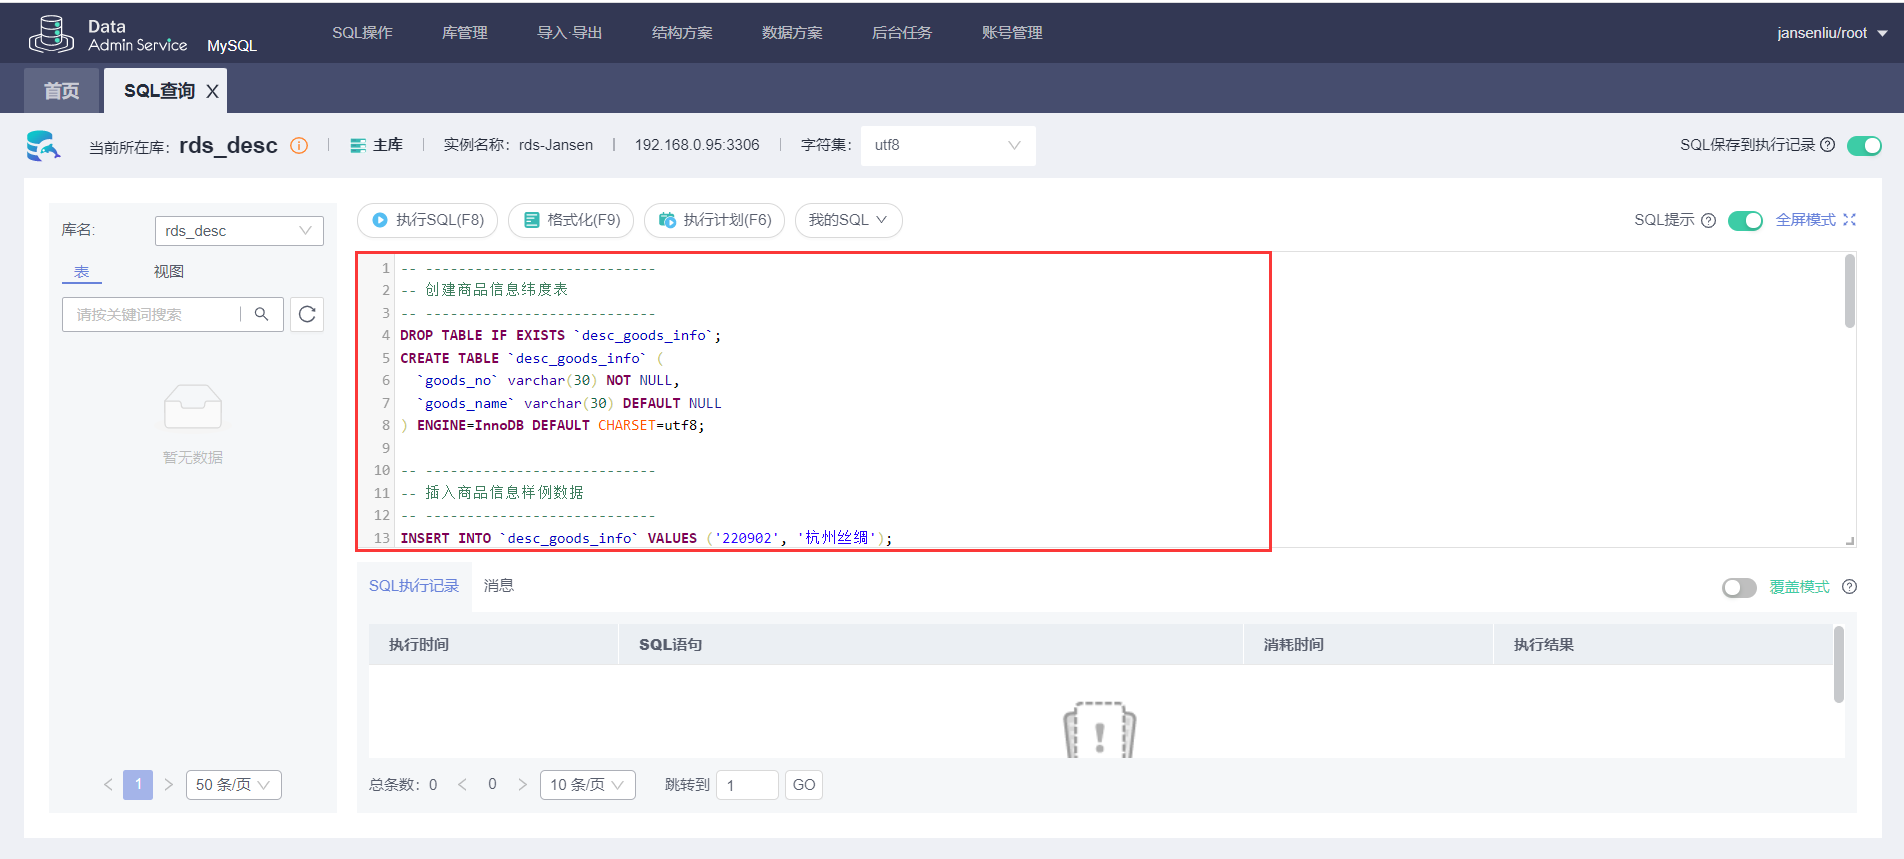 Data
Admin Service MySQL SQL操作 库管理 导入·导出 结构方案 数据方案 后台任务 账号管理 jansenliu/root
首页 SQL查询 X
当前所在库: rds_desc 主库 实例名称: rds-Jansen 192.168.0.95:3306 字符集: utf8 SQL保存到执行记录
库名: rds_desc
表 视图
请按关键词搜索
暂无数据
1 50 条/页
执行SQL(F8) 格式化(F9) 执行计划(F6) 我的SQL SQL提示 全屏模式
1 -- ----------------------------
2 -- 创建商品信息纬度表
3 -- ----------------------------
4 DROP TABLE IF EXISTS `desc_goods_info`;
5 CREATE TABLE `desc_goods_info` (
6 `goods_no` varchar(30) NOT NULL,
7 `goods_name` varchar(30) DEFAULT NULL
8 ) ENGINE=InnoDB DEFAULT CHARSET=utf8;
9
10 -- ----------------------------
11 -- 插入商品信息样例数据
12 -- ----------------------------
13 INSERT INTO `desc_goods_info` VALUES ('220902', '杭州丝绸');
SQL执行记录 消息 覆盖模式
执行时间 SQL语句 消耗时间 执行结果
总条数: 0 < 0 > 10 条/页 跳转到 1 GO